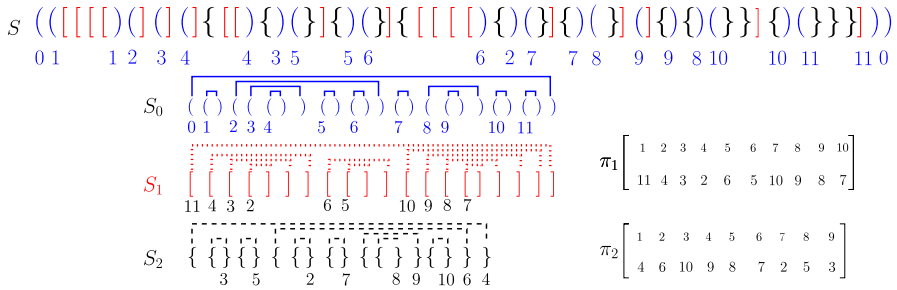 S ( ( [ [ [ [ ) ( ] ( ] ( ] { [ [ ) { ) ( } ] { ) ( } ] { [ [ [ [ ) { ) ( } ] { ) ( } ] ( ] { ) { ) ( } } ] { ) ( } } } ] ) )
0 1 1 2 3 4 4 3 5 5 6 6 2 7 7 8 9 9 8 10 10 11 11 0
S₀ ( ( ) ( ( ( ) ) ( ) ( ) ) ( ) ( ( ) ) ( ) ( ) )
0 1 2 3 4 5 6 7 8 9 10 11
S₁ [ [ [ [ ] ] ] [ [ ] ] [ [ [ [ ] ] ] ] ]
11 4 3 2 6 5 10 9 8 7
S₂ { { } { } { { } { } { { } } { } } }
3 5 2 7 8 9 10 6 4
π₁ [ 1 2 3 4 5 6 7 8 9 10
11 4 3 2 6 5 10 9 8 7 ]
π₂ [ 1 2 3 4 5 6 7 8 9
4 6 10 9 8 7 2 5 3 ]